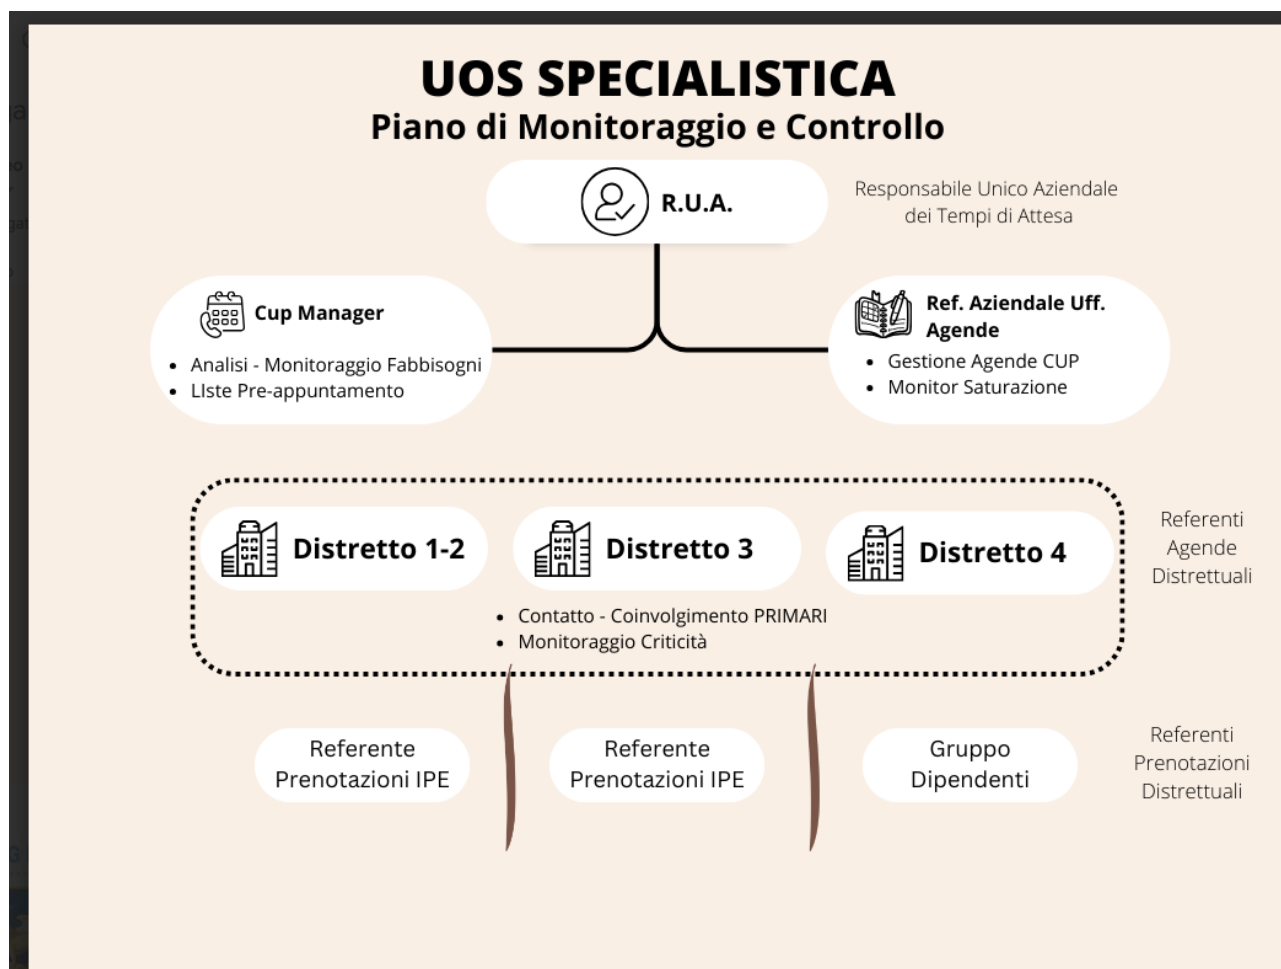 UOS SPECIALISTICA
Piano di Monitoraggio e Controllo
R.U.A.
Responsabile Unico Aziendale
dei Tempi di Attesa
Cup Manager
• Analisi - Monitoraggio Fabbisogni
• LIste Pre-appuntamento
Ref. Aziendale Uff.
Agende
• Gestione Agende CUP
• Monitor Saturazione
Distretto 1-2
Distretto 3
Distretto 4
Referenti
Agende
Distrettuali
• Contatto - Coinvolgimento PRIMARI
• Monitoraggio Criticità
Referente
Prenotazioni IPE
Referente
Prenotazioni IPE
Gruppo
Dipendenti
Referenti
Prenotazioni
Distrettuali